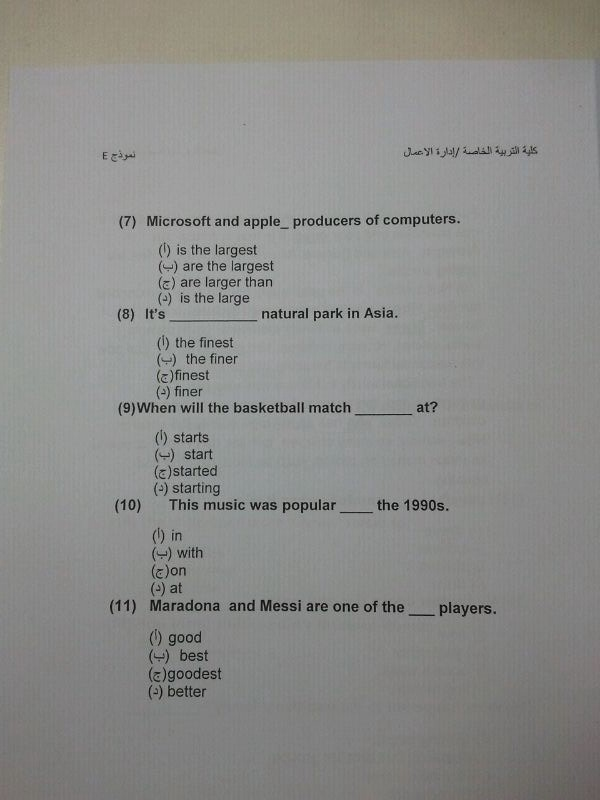 كلية التربية الخاصة /إدارة الاعمال
نموذج E
(7) Microsoft and apple_ producers of computers.
(أ) is the largest
(ب) are the largest
(ج) are larger than
(د) is the large
(8) It's ___________ natural park in Asia.
(أ) the finest
(ب) the finer
(ج)finest
(د) finer
(9)When will the basketball match _______ at?
(أ) starts
(ب) start
(ج)started
(د) starting
(10) This music was popular ____ the 1990s.
(أ) in
(ب) with
(ج)on
(د) at
(11) Maradona and Messi are one of the ___ players.
(أ) good
(ب) best
(ج)goodest
(د) better